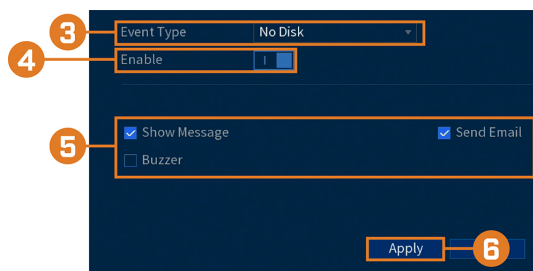 3 Event Type No Disk
4 Enable
5 Show Message Send Email
Buzzer
Apply 6